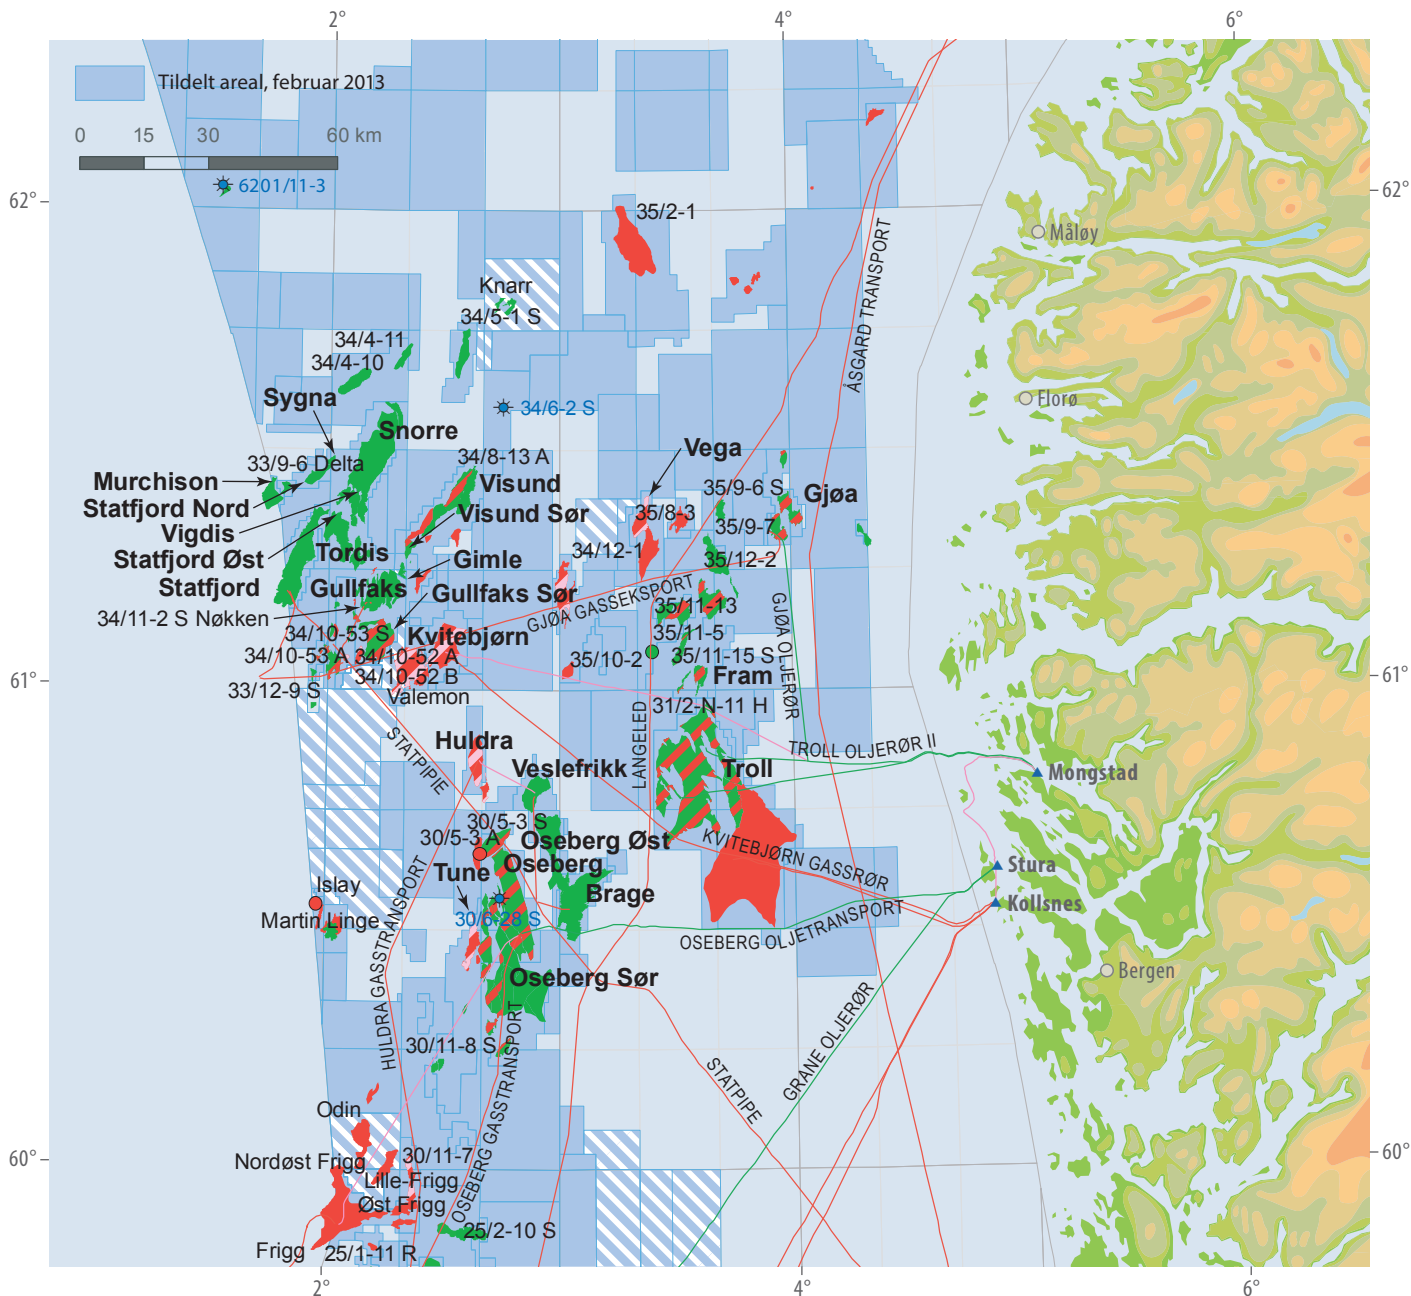 2°
4°
6°
Tildelt areal, februar 2013
0 15 30 60 km
6201/11-3
62°
62°
35/2-1
Måløy
ÅSGARD TRANSPORT
Knarr
34/5-1 S
34/4-11
34/4-10
Sygna
34/6-2 S
Florø
Snorre
Vega
33/9-6 Delta
34/8-13 A
Murchison
Visund
35/9-6 S
Gjøa
Statfjord Nord
Visund Sør
35/8-3
Vigdis
35/9-7
Statfjord Øst
Tordis
Gimle
34/12-1
35/12-2
Statfjord
Gullfaks
Gullfaks Sør
GJØA GASSEKSPORT
35/11-13
GJØA OLJERØR
34/11-2 S Nøkken
34/10-53 S
Kvitebjørn
35/11-5
34/10-53 A
34/10-52 A
35/10-2
35/11-15 S
34/10-52 B
Fram
61°
61°
33/12-9 S
Valemon
31/2-N-11 H
STATPIPE
LANGELED
Huldra
TROLL OLJERØR II
Veslefrikk
Troll
Mongstad
30/5-3 S
30/5-3 A
Oseberg Øst
KVITEBJØRN GASSRØR
Oseberg
Stura
Tune
Islay
Brage
Kollsnes
Martin Linge
30/6-28 S
OSEBERG OLJETRANSPORT
HULDRA GASSTRANSPORT
Oseberg Sør
Bergen
GRANE OLJERØR
30/11-8 S
OSEBERG GASSTRANSPORT
STATPIPE
Odin
60°
60°
Nordøst Frigg
30/11-7
Lille-Frigg
Øst Frigg
25/2-10 S
Frigg
25/1-11 R
2°
4°
6°